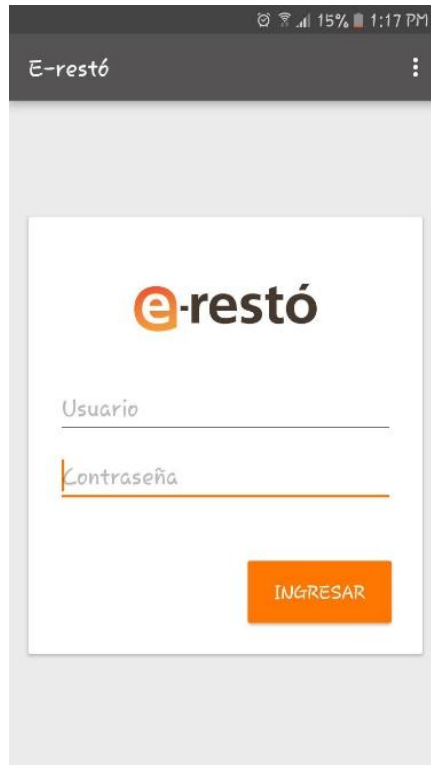 15% 1:17 PM
E-restó
e-restó
Usuario
Contraseña
INGRESAR